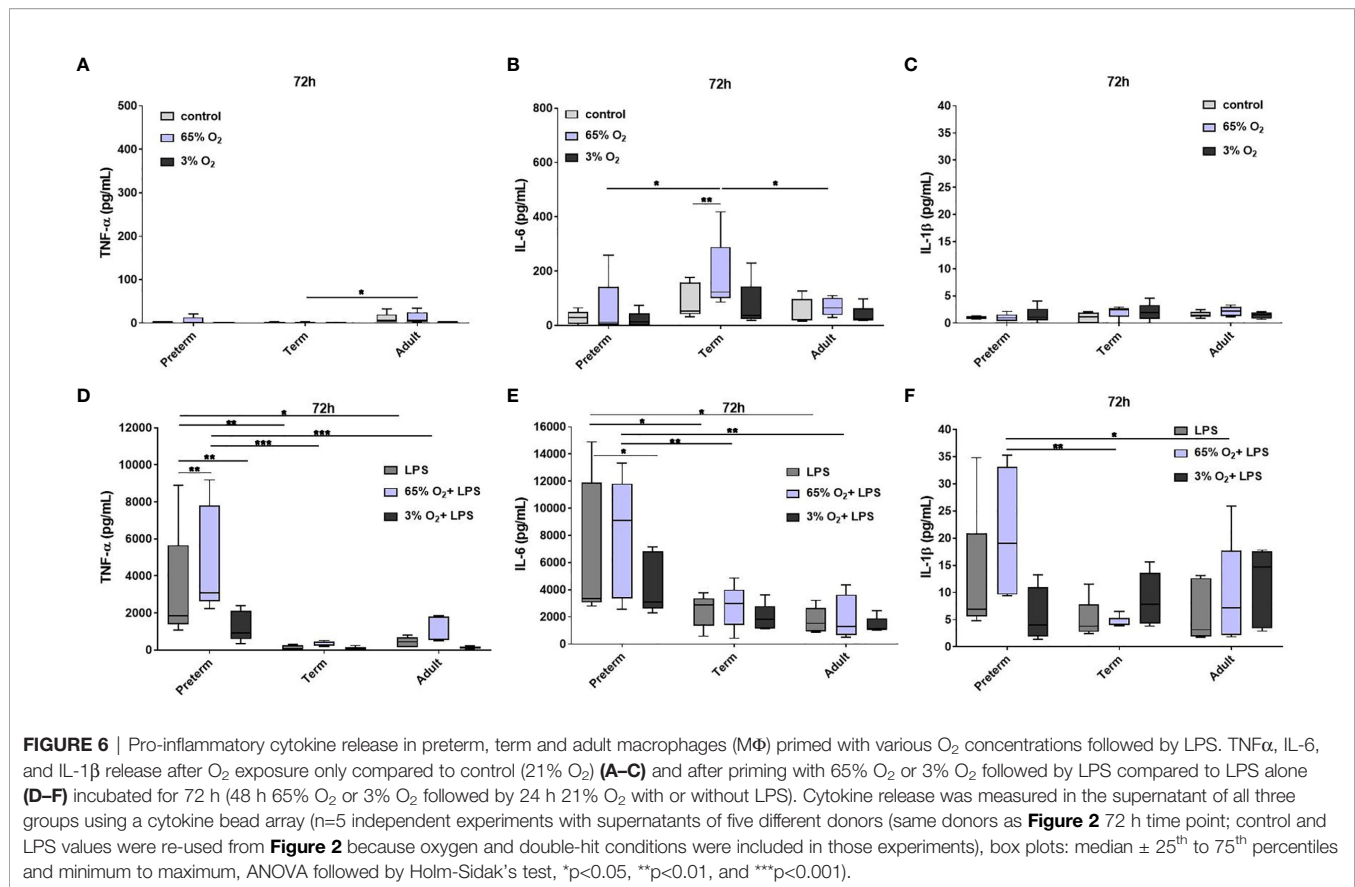 A
72h
TNF-α (pg/mL)
500
400
300
200
100
0
control
65% O₂
3% O₂
*
Preterm
Term
Adult
B
72h
IL-6 (pg/mL)
800
600
400
200
0
control
65% O₂
3% O₂
*
*
**
Preterm
Term
Adult
C
72h
IL-1β (pg/mL)
40
35
30
25
20
15
10
5
0
control
65% O₂
3% O₂
Preterm
Term
Adult
D
72h
TNF-α (pg/mL)
12000
10000
8000
6000
4000
2000
0
*
**
***
***
**
**
LPS
65% O₂+ LPS
3% O₂+ LPS
Preterm
Term
Adult
E
72h
IL-6 (pg/mL)
16000
14000
12000
10000
8000
6000
4000
2000
0
*
*
**
**
*
LPS
65% O₂+ LPS
3% O₂+ LPS
Preterm
Term
Adult
F
72h
IL-1β (pg/mL)
40
35
30
25
20
15
10
5
0
*
**
LPS
65% O₂+ LPS
3% O₂+ LPS
Preterm
Term
Adult
FIGURE 6 | Pro-inflammatory cytokine release in preterm, term and adult macrophages (MΦ) primed with various O₂ concentrations followed by LPS. TNFα, IL-6,
and IL-1β release after O₂ exposure only compared to control (21% O₂) (A–C) and after priming with 65% O₂ or 3% O₂ followed by LPS compared to LPS alone
(D–F) incubated for 72 h (48 h 65% O₂ or 3% O₂ followed by 24 h 21% O₂ with or without LPS). Cytokine release was measured in the supernatant of all three
groups using a cytokine bead array (n=5 independent experiments with supernatants of five different donors (same donors as Figure 2 72 h time point; control and
LPS values were re-used from Figure 2 because oxygen and double-hit conditions were included in those experiments), box plots: median ± 25th to 75th percentiles
and minimum to maximum, ANOVA followed by Holm-Sidak's test, *p<0.05, **p<0.01, and ***p<0.001).